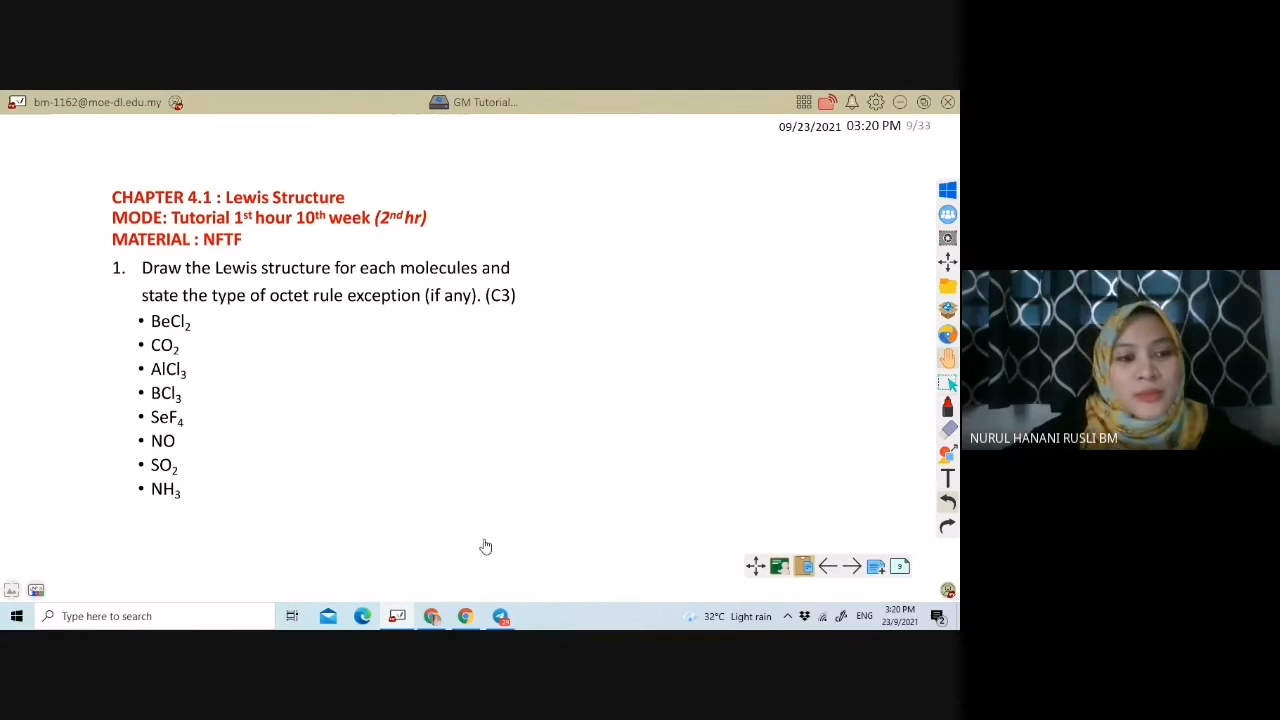 bm-1162@moe-dl.edu.my
GM Tutorial...
09/23/2021 03:20 PM 9/33
CHAPTER 4.1 : Lewis Structure
MODE: Tutorial 1st hour 10th week (2nd hr)
MATERIAL : NFTF
1. Draw the Lewis structure for each molecules and
state the type of octet rule exception (if any). (C3)
• BeCl2
• CO2
• AlCl3
• BCl3
• SeF4
• NO
• SO2
• NH3
T
9
NURUL HANANI RUSLI BM
Type here to search
32°C Light rain
ENG
3:20 PM
23/9/2021
2